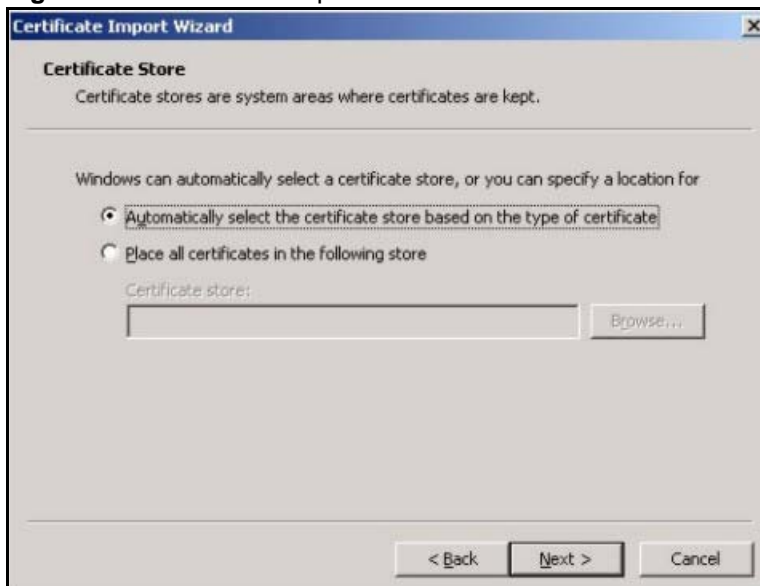 Certificate Import Wizard
Certificate Store
Certificate stores are system areas where certificates are kept.
Windows can automatically select a certificate store, or you can specify a location for
Automatically select the certificate store based on the type of certificate
Place all certificates in the following store
Certificate store:
Browse...
< Back
Next >
Cancel